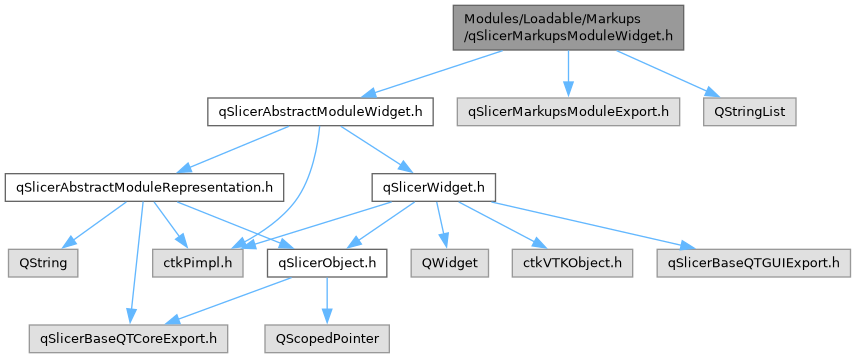 Modules/Loadable/Markups
/qSlicerMarkupsModuleWidget.h
qSlicerAbstractModuleWidget.h
qSlicerMarkupsModuleExport.h
QStringList
qSlicerAbstractModuleRepresentation.h
qSlicerWidget.h
QString
ctkPimpl.h
qSlicerObject.h
QWidget
ctkVTKObject.h
qSlicerBaseQTGUIExport.h
qSlicerBaseQTCoreExport.h
QScopedPointer